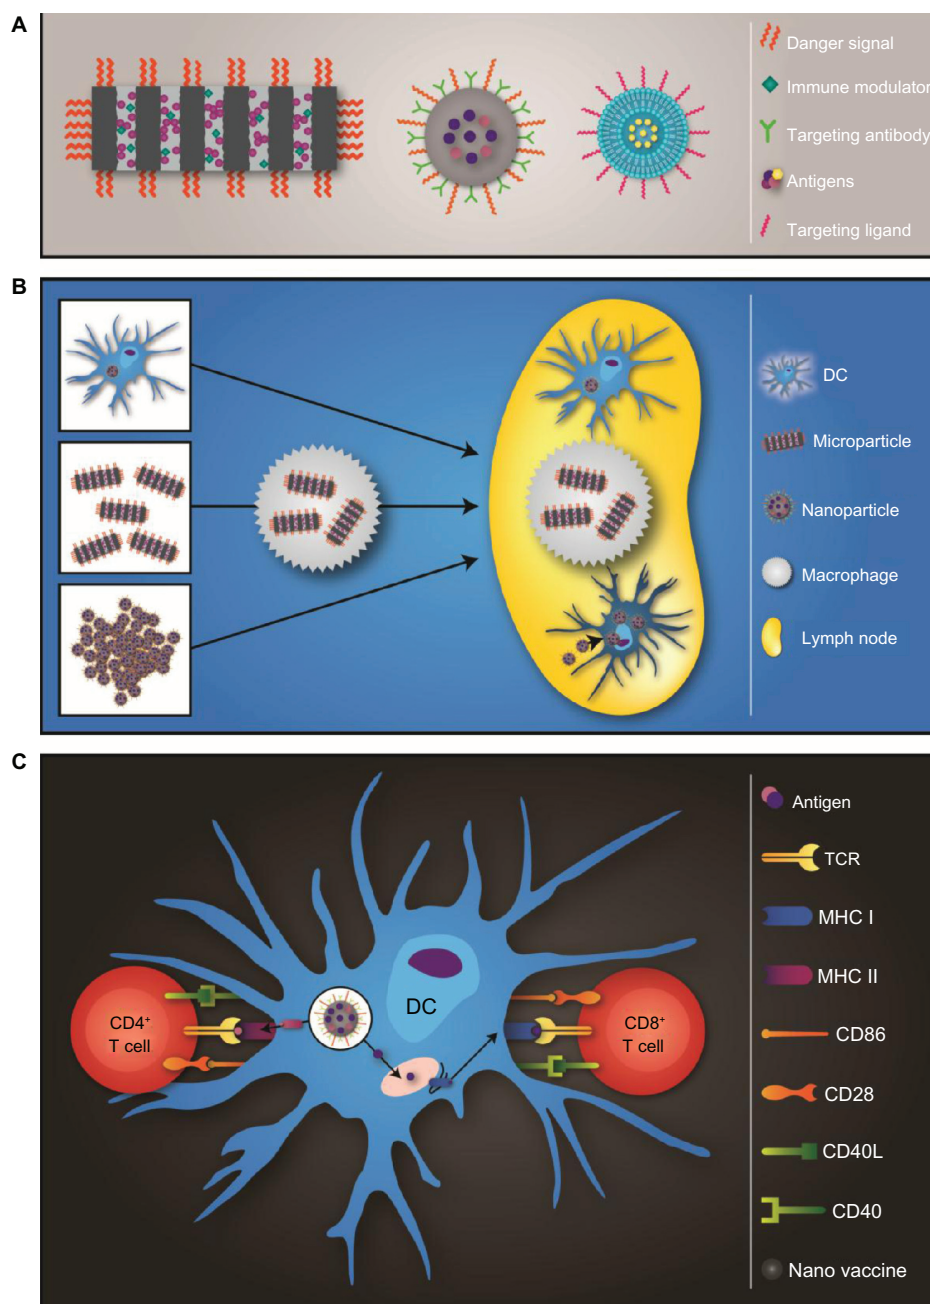 A
Danger signal
Immune modulator
Targeting antibody
Antigens
Targeting ligand
B
DC
Microparticle
Nanoparticle
Macrophage
Lymph node
C
Antigen
TCR
MHC I
MHC II
CD86
CD28
CD40L
CD40
Nano vaccine
DC
CD4+
T cell
CD8+
T cell